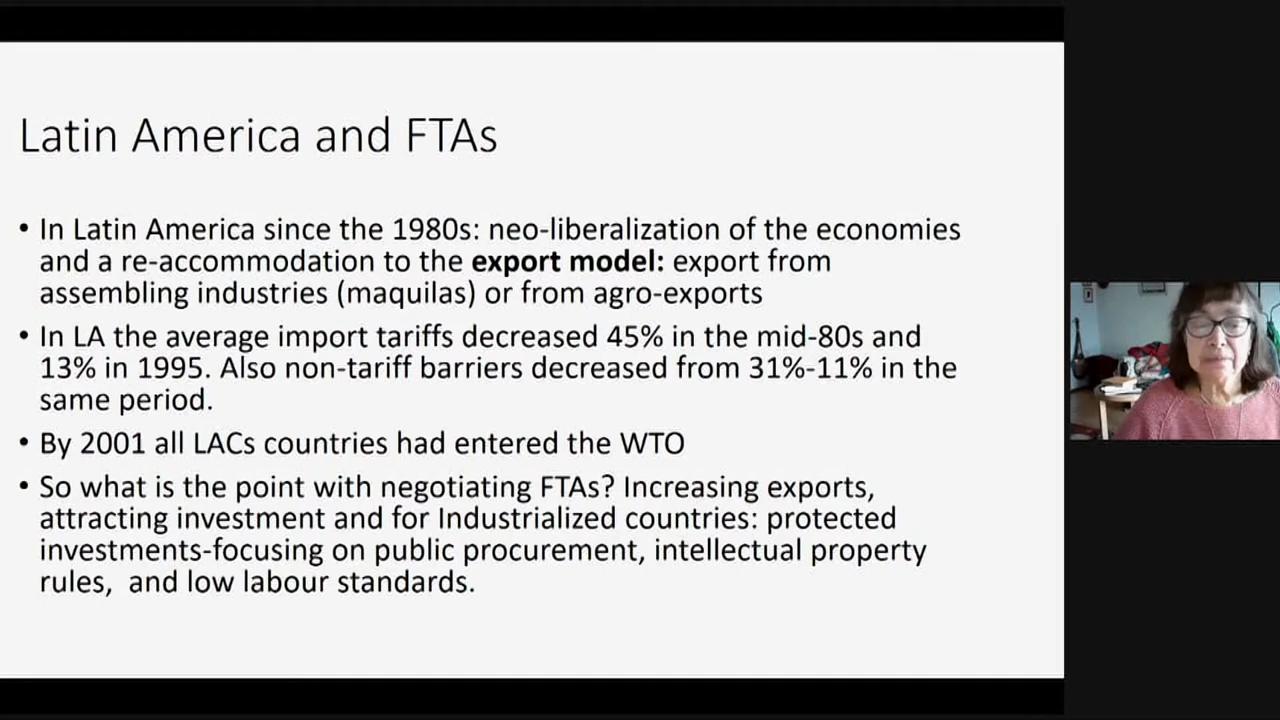 Latin America and FTAs
• In Latin America since the 1980s: neo-liberalization of the economies
and a re-accommodation to the export model: export from
assembling industries (maquilas) or from agro-exports
• In LA the average import tariffs decreased 45% in the mid-80s and
13% in 1995. Also non-tariff barriers decreased from 31%-11% in the
same period.
• By 2001 all LACs countries had entered the WTO
• So what is the point with negotiating FTAs? Increasing exports,
attracting investment and for Industrialized countries: protected
investments-focusing on public procurement, intellectual property
rules,  and low labour standards.